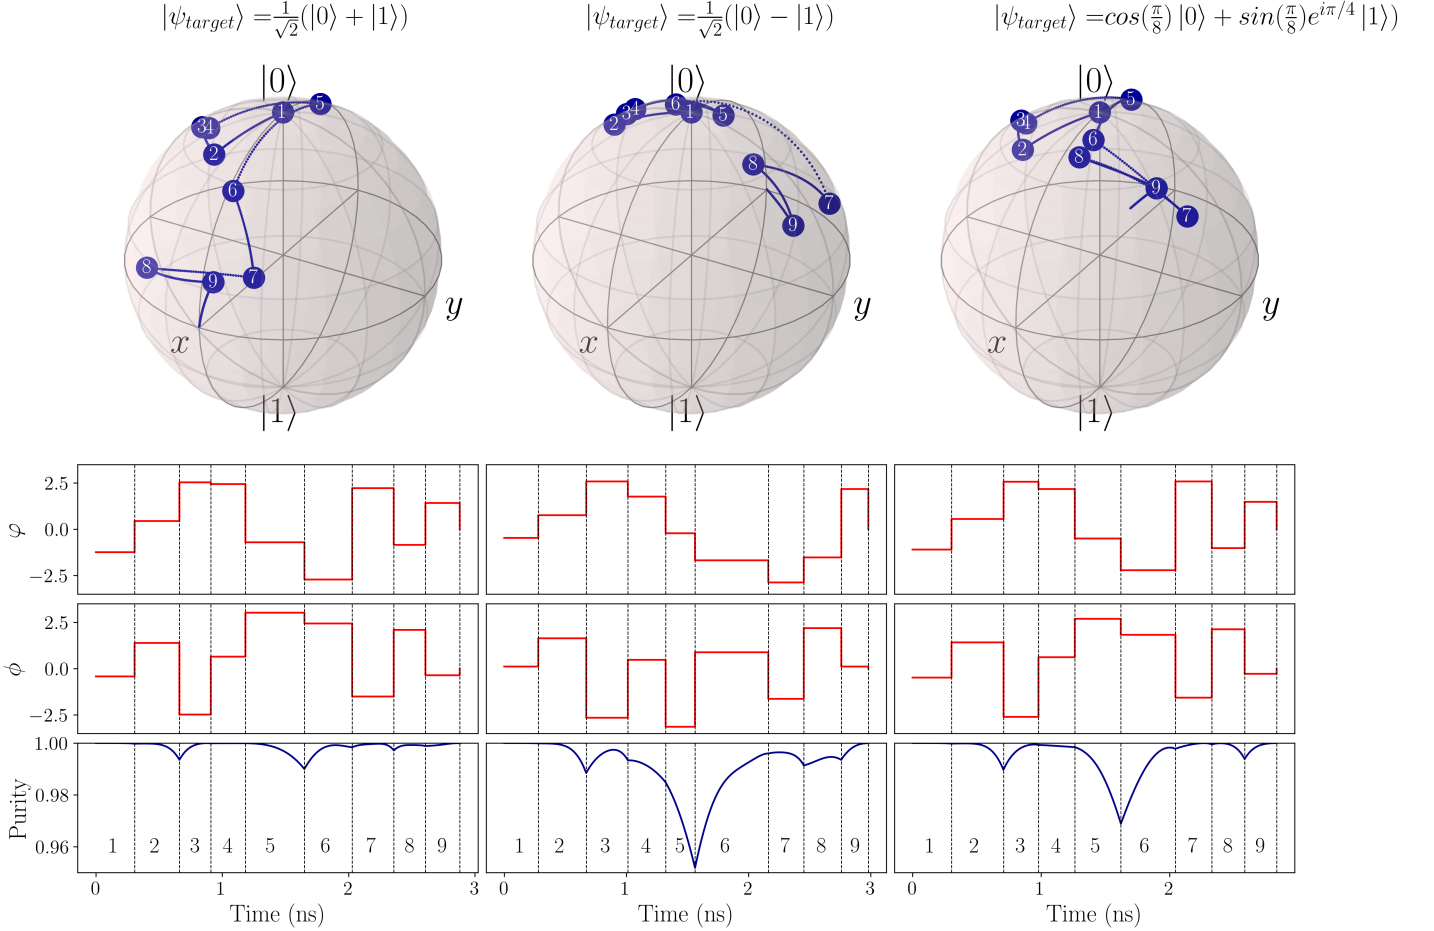 |ψ_target⟩ = 1/√2 (|0⟩ + |1⟩)
|ψ_target⟩ = 1/√2 (|0⟩ − |1⟩)
|ψ_target⟩ = cos(π/8) |0⟩ + sin(π/8)e^{iπ/4} |1⟩)
|0⟩
1
2
34
5
6
7
8
9
x
y
|1⟩
|0⟩
1
2
34
5
6
7
8
9
x
y
|1⟩
|0⟩
1
2
34
5
6
7
8
9
x
y
|1⟩
φ
2.5
0.0
−2.5
ϕ
2.5
0.0
−2.5
Purity
1.00
0.98
0.96
1 2 3 4 5 6 7 8 9
1 2 3 4 5 6 7 8 9
1 2 3 4 5 6 7 8 9
0 1 2 3
0 1 2 3
0 1 2
Time (ns)
Time (ns)
Time (ns)